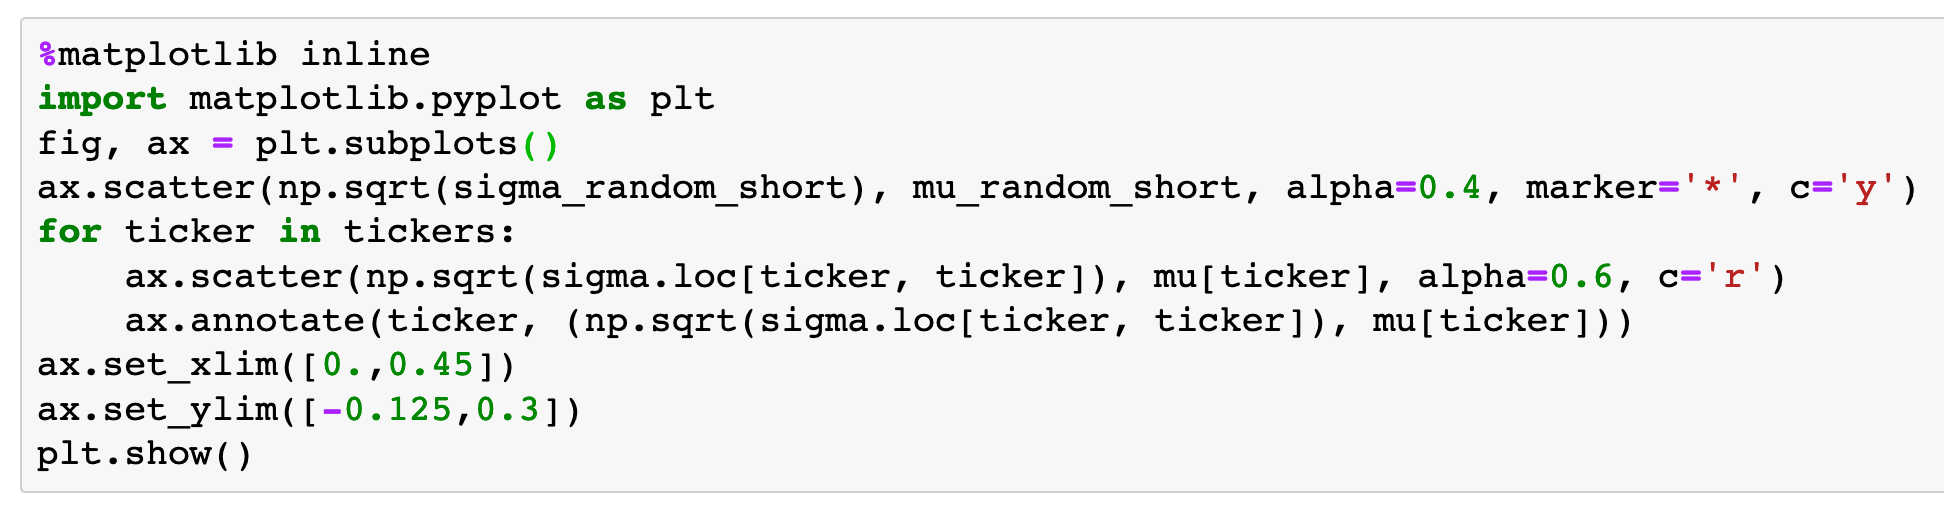 %matplotlib inline
import matplotlib.pyplot as plt
fig, ax = plt.subplots()
ax.scatter(np.sqrt(sigma_random_short), mu_random_short, alpha=0.4, marker='*', c='y')
for ticker in tickers:
    ax.scatter(np.sqrt(sigma.loc[ticker, ticker]), mu[ticker], alpha=0.6, c='r')
    ax.annotate(ticker, (np.sqrt(sigma.loc[ticker, ticker]), mu[ticker]))
ax.set_xlim([0.,0.45])
ax.set_ylim([-0.125,0.3])
plt.show()